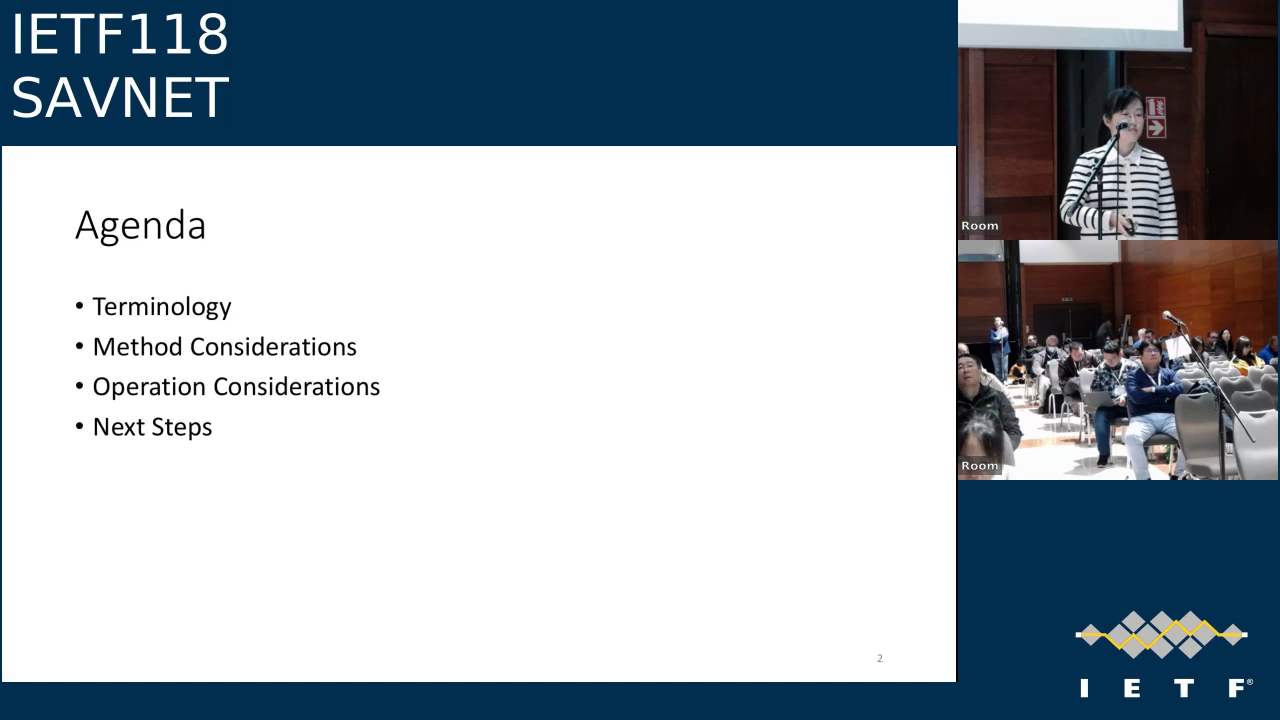 IETF118
SAVNET
Agenda
• Terminology
• Method Considerations
• Operation Considerations
• Next Steps
2
Room
Room
I E T F®